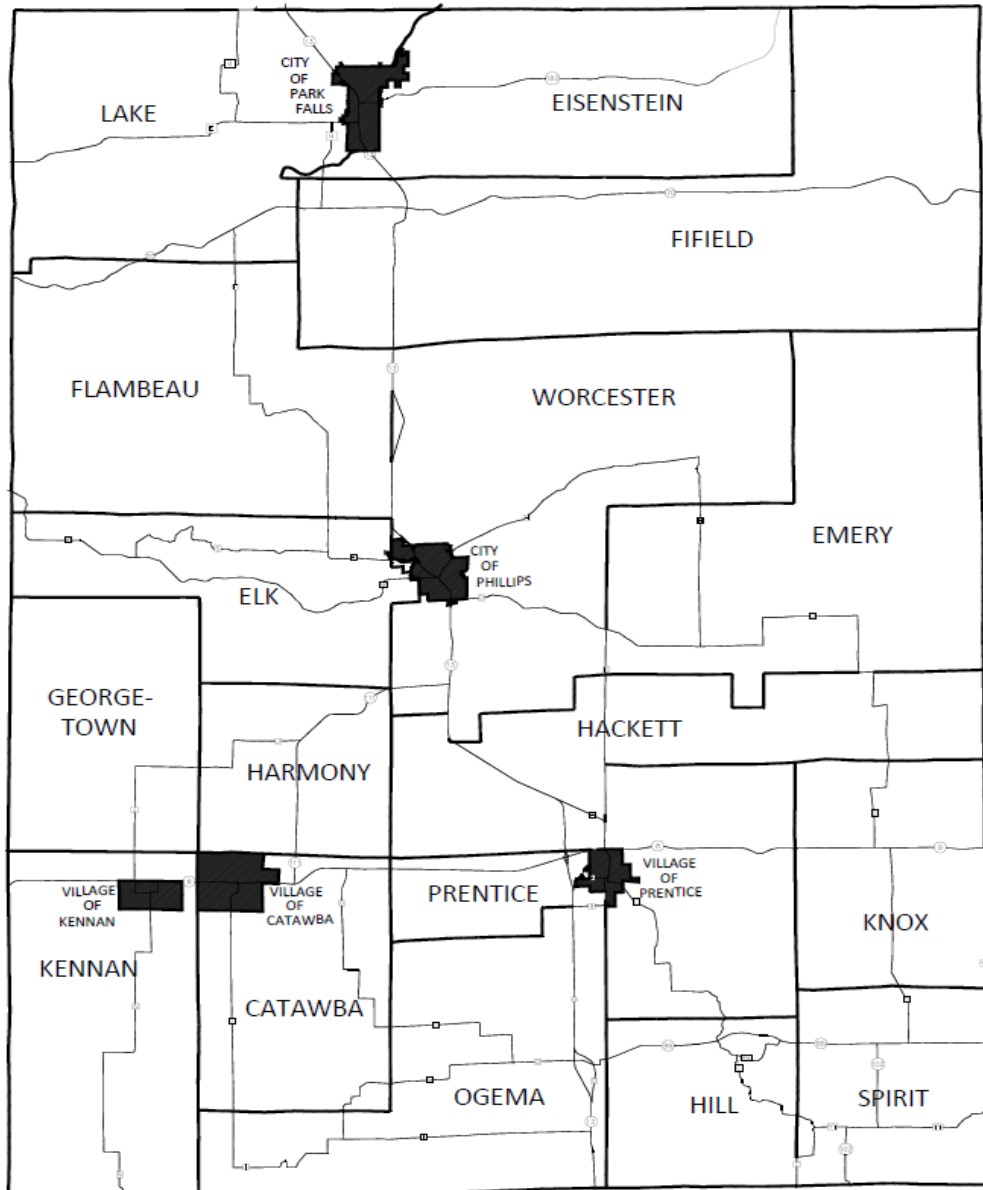 CITY
OF
PARK
FALLS
LAKE
EISENSTEIN
FIFIELD
FLAMBEAU
WORCESTER
EMERY
CITY
OF
PHILLIPS
ELK
GEORGE-
TOWN
HARMONY
HACKETT
VILLAGE
OF
KENNAN
VILLAGE
OF
CATAWBA
PRENTICE
VILLAGE
OF
PRENTICE
KNOX
KENNAN
CATAWBA
OGEMA
HILL
SPIRIT